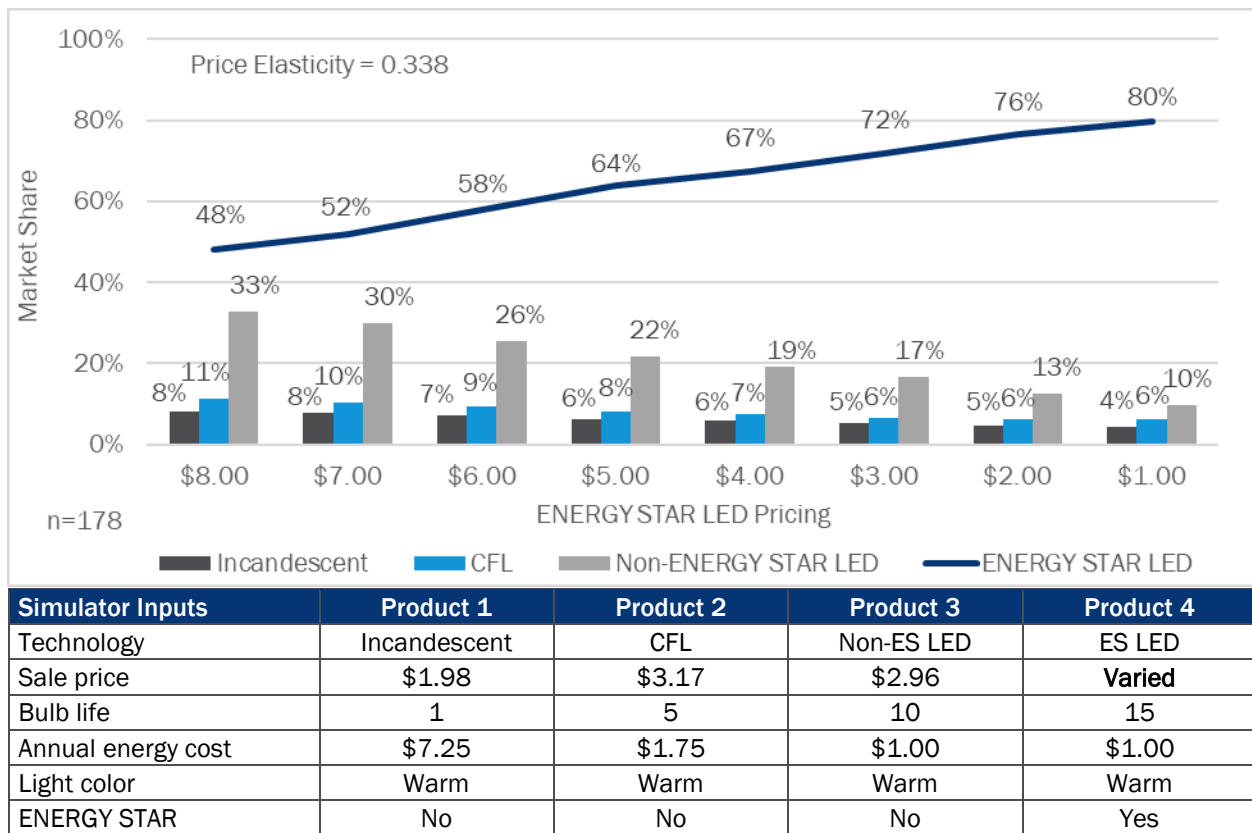 100%
Price Elasticity = 0.338
80%
60%
40%
20%
0%
Market Share
48% 52% 58% 64% 67% 72% 76% 80%
8% 11% 33%
8% 10% 30%
7% 9% 26%
6% 8% 22%
6% 7% 19%
5% 6% 17%
5% 6% 13%
4% 6% 10%
$8.00 $7.00 $6.00 $5.00 $4.00 $3.00 $2.00 $1.00
n=178
ENERGY STAR LED Pricing
Incandescent CFL Non-ENERGY STAR LED ENERGY STAR LED
Simulator Inputs Product 1 Product 2 Product 3 Product 4
Technology Incandescent CFL Non-ES LED ES LED
Sale price $1.98 $3.17 $2.96 Varied
Bulb life 1 5 10 15
Annual energy cost $7.25 $1.75 $1.00 $1.00
Light color Warm Warm Warm Warm
ENERGY STAR No No No Yes